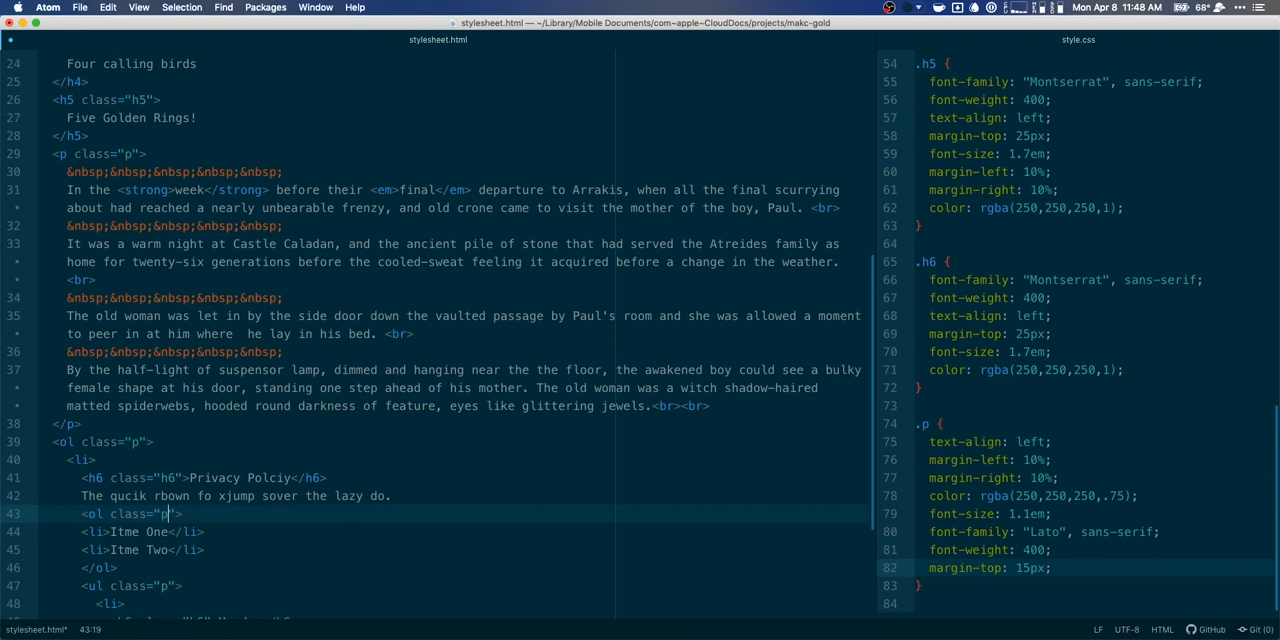 Atom File Edit View Selection Find Packages Window Help Mon Apr 8 11:48 AM 68°
stylesheet.html — ~/Library/Mobile Documents/com~apple~CloudDocs/projects/makc-gold
stylesheet.html
24 Four calling birds
25 </h4>
26 <h5 class="h5">
27 Five Golden Rings!
28 </h5>
29 <p class="p">
30 &nbsp;&nbsp;&nbsp;&nbsp;&nbsp;
31 In the <strong>week</strong> before their <em>final</em> departure to Arrakis, when all the final scurrying
• about had reached a nearly unbearable frenzy, and old crone came to visit the mother of the boy, Paul. <br>
32 &nbsp;&nbsp;&nbsp;&nbsp;&nbsp;
33 It was a warm night at Castle Caladan, and the ancient pile of stone that had served the Atreides family as
• home for twenty-six generations before the cooled-sweat feeling it acquired before a change in the weather.
• <br>
34 &nbsp;&nbsp;&nbsp;&nbsp;&nbsp;
35 The old woman was let in by the side door down the vaulted passage by Paul's room and she was allowed a moment
• to peer in at him where  he lay in his bed. <br>
36 &nbsp;&nbsp;&nbsp;&nbsp;&nbsp;
37 By the half-light of suspensor lamp, dimmed and hanging near the the floor, the awakened boy could see a bulky
• female shape at his door, standing one step ahead of his mother. The old woman was a witch shadow-haired
• matted spiderwebs, hooded round darkness of feature, eyes like glittering jewels.<br><br>
38 </p>
39 <ol class="p">
40 <li>
41 <h6 class="h6">Privacy Polciy</h6>
42 The qucik rbown fo xjump sover the lazy do.
43 <ol class="p">
44 <li>Itme One</li>
45 <li>Itme Two</li>
46 </ol>
47 <ul class="p">
48 <li>
style.css
54 .h5 {
55 font-family: "Montserrat", sans-serif;
56 font-weight: 400;
57 text-align: left;
58 margin-top: 25px;
59 font-size: 1.7em;
60 margin-left: 10%;
61 margin-right: 10%;
62 color: rgba(250,250,250,1);
63 }
64
65 .h6 {
66 font-family: "Montserrat", sans-serif;
67 font-weight: 400;
68 text-align: left;
69 margin-top: 25px;
70 font-size: 1.7em;
71 color: rgba(250,250,250,1);
72 }
73
74 .p {
75 text-align: left;
76 margin-left: 10%;
77 margin-right: 10%;
78 color: rgba(250,250,250,.75);
79 font-size: 1.1em;
80 font-family: "Lato", sans-serif;
81 font-weight: 400;
82 margin-top: 15px;
83 }
84
stylesheet.html* 43:19 LF UTF-8 HTML GitHub Git (0)